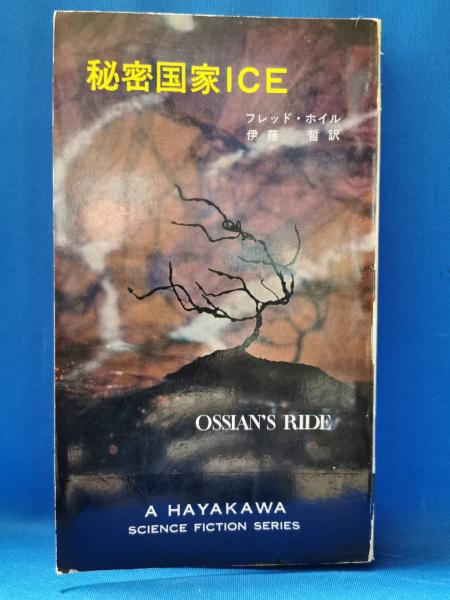 秘密国家ICE
フレッド・ホイル
伊藤 哲訳
OSSIAN'S RIDE
A HAYAKAWA
SCIENCE FICTION SERIES